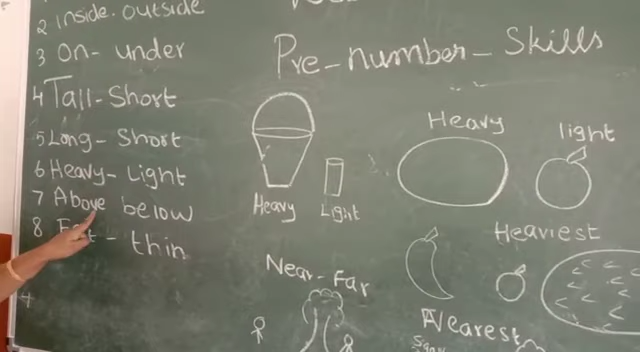 2 Inside. outside
3 On- under
4 Tall- Short
5 Long- Short
6 Heavy- Light
7 Above below
8 Fat - thin
Pre-number-Skills
Heavy
Light
Heavy
light
Heaviest
Near-Far
Nearest